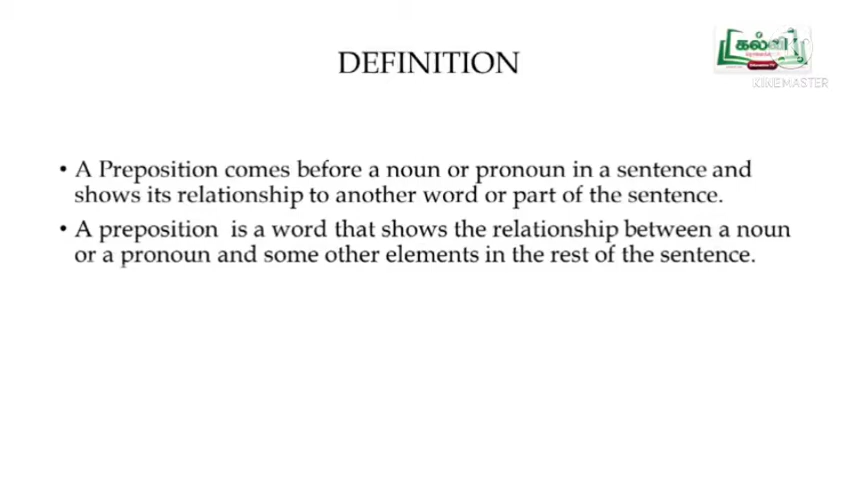 DEFINITION
கல்வி
KINEMASTER
• A Preposition comes before a noun or pronoun in a sentence and
shows its relationship to another word or part of the sentence.
• A preposition is a word that shows the relationship between a noun
or a pronoun and some other elements in the rest of the sentence.